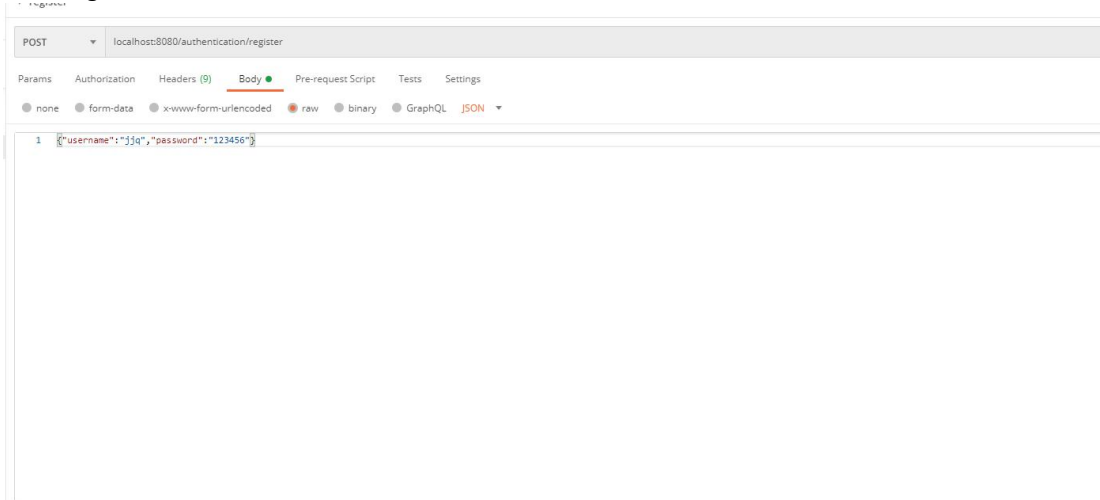 register
POST localhost:8080/authentication/register
Params Authorization Headers (9) Body Pre-request Script Tests Settings
none form-data x-www-form-urlencoded raw binary GraphQL JSON
1 {"username":"jjq","password":"123456"}